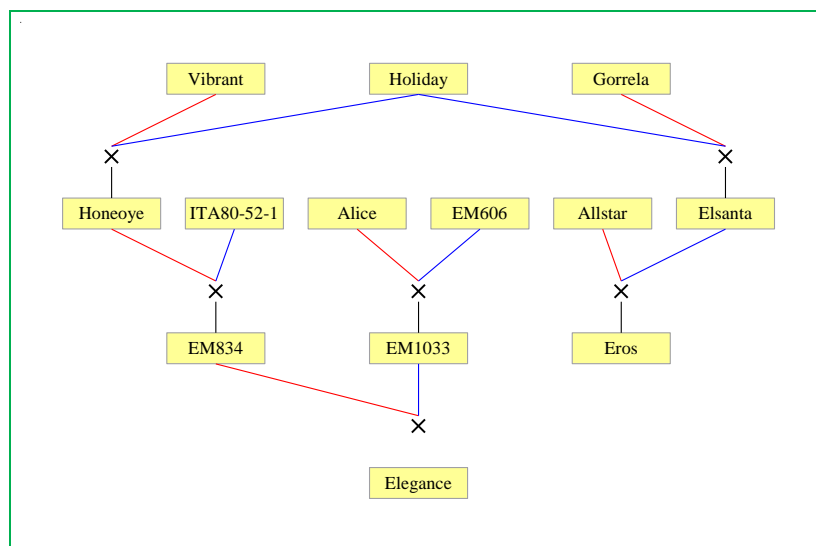 Vibrant
Holiday
Gorrela
Honeoye
ITA80-52-1
Alice
EM606
Allstar
Elsanta
EM834
EM1033
Eros
Elegance